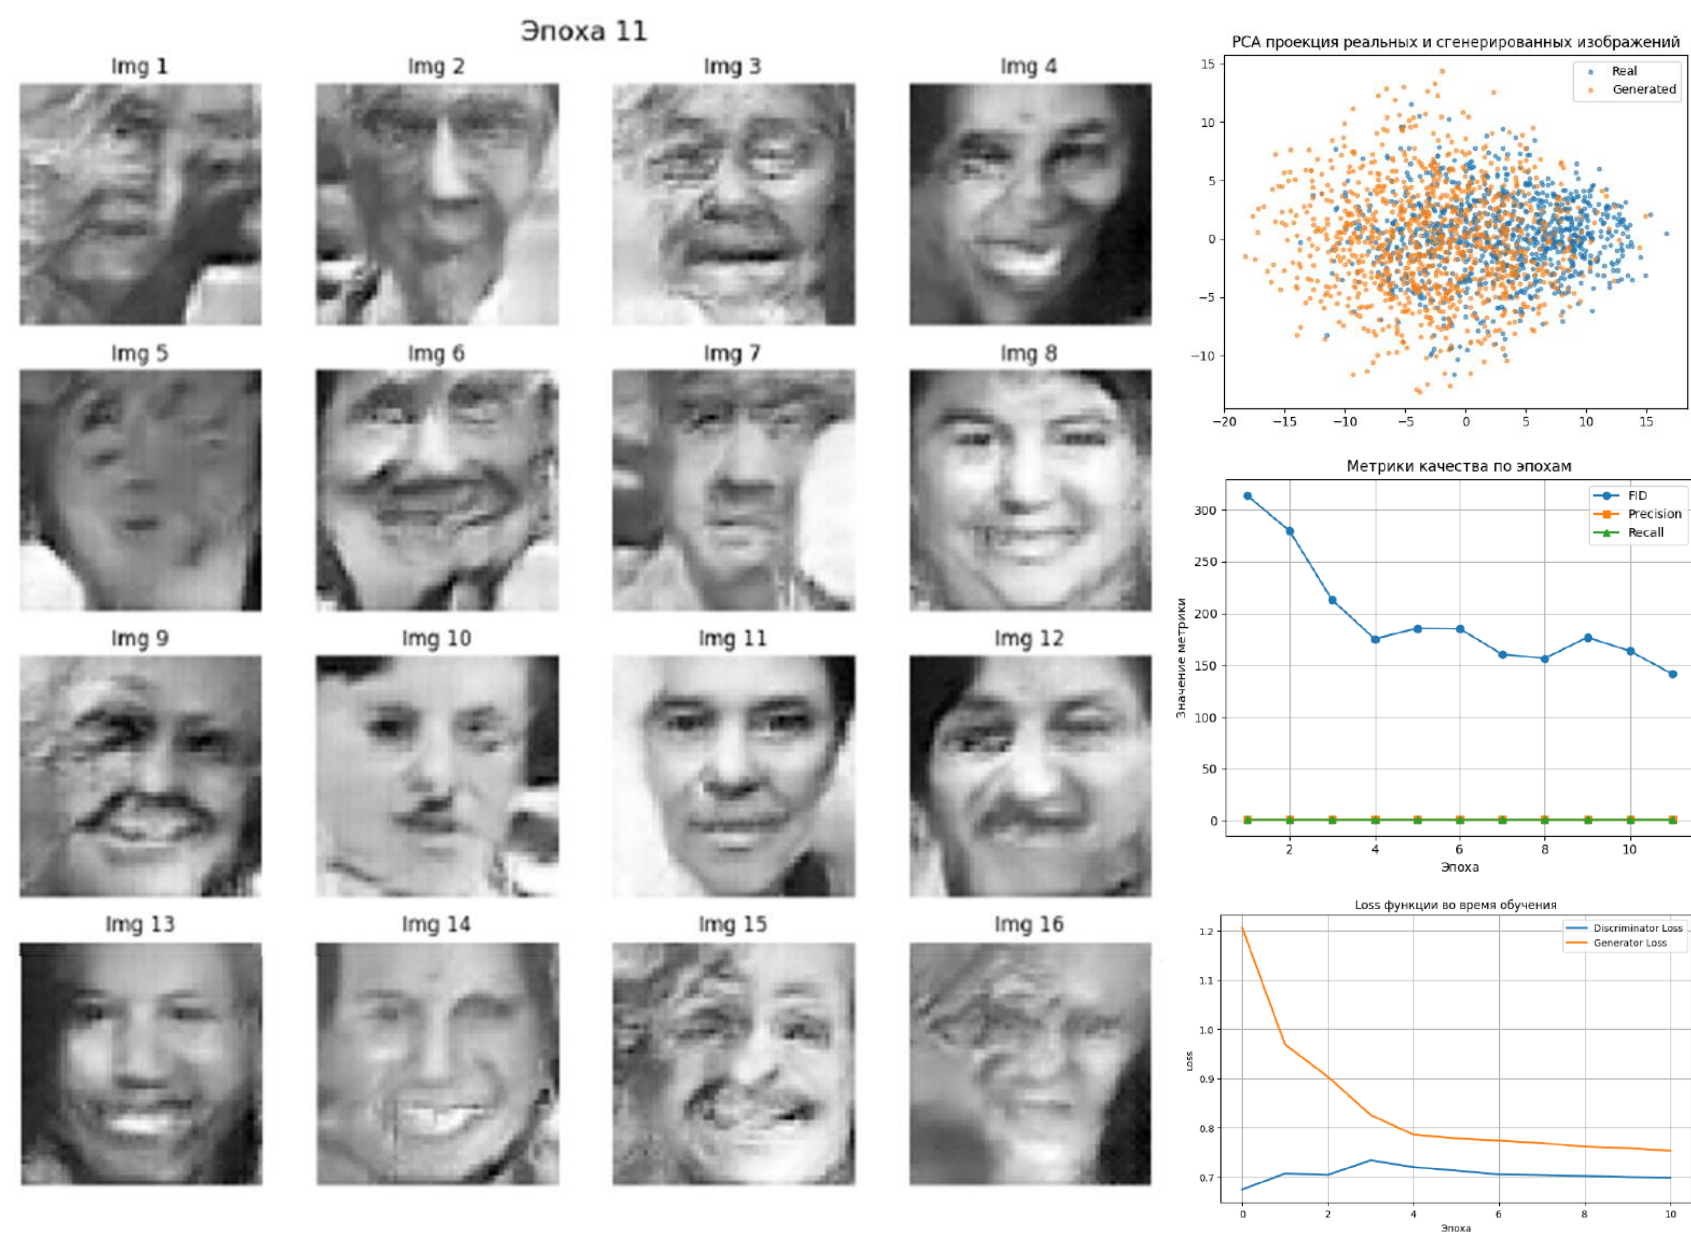 Эпоха 11
Img 1
Img 2
Img 3
Img 4
Img 5
Img 6
Img 7
Img 8
Img 9
Img 10
Img 11
Img 12
Img 13
Img 14
Img 15
Img 16
PCA проекция реальных и сгенерированных изображений
Real
Generated
15
10
5
0
−5
−10
−20 −15 −10 −5 0 5 10 15
Метрики качества по эпохам
FID
Precision
Recall
Значение метрики
300
250
200
150
100
50
0
2 4 6 8 10
Эпоха
Loss функции во время обучения
Discriminator Loss
Generator Loss
Loss
1.2
1.1
1.0
0.9
0.8
0.7
0 2 4 6 8 10
Эпоха